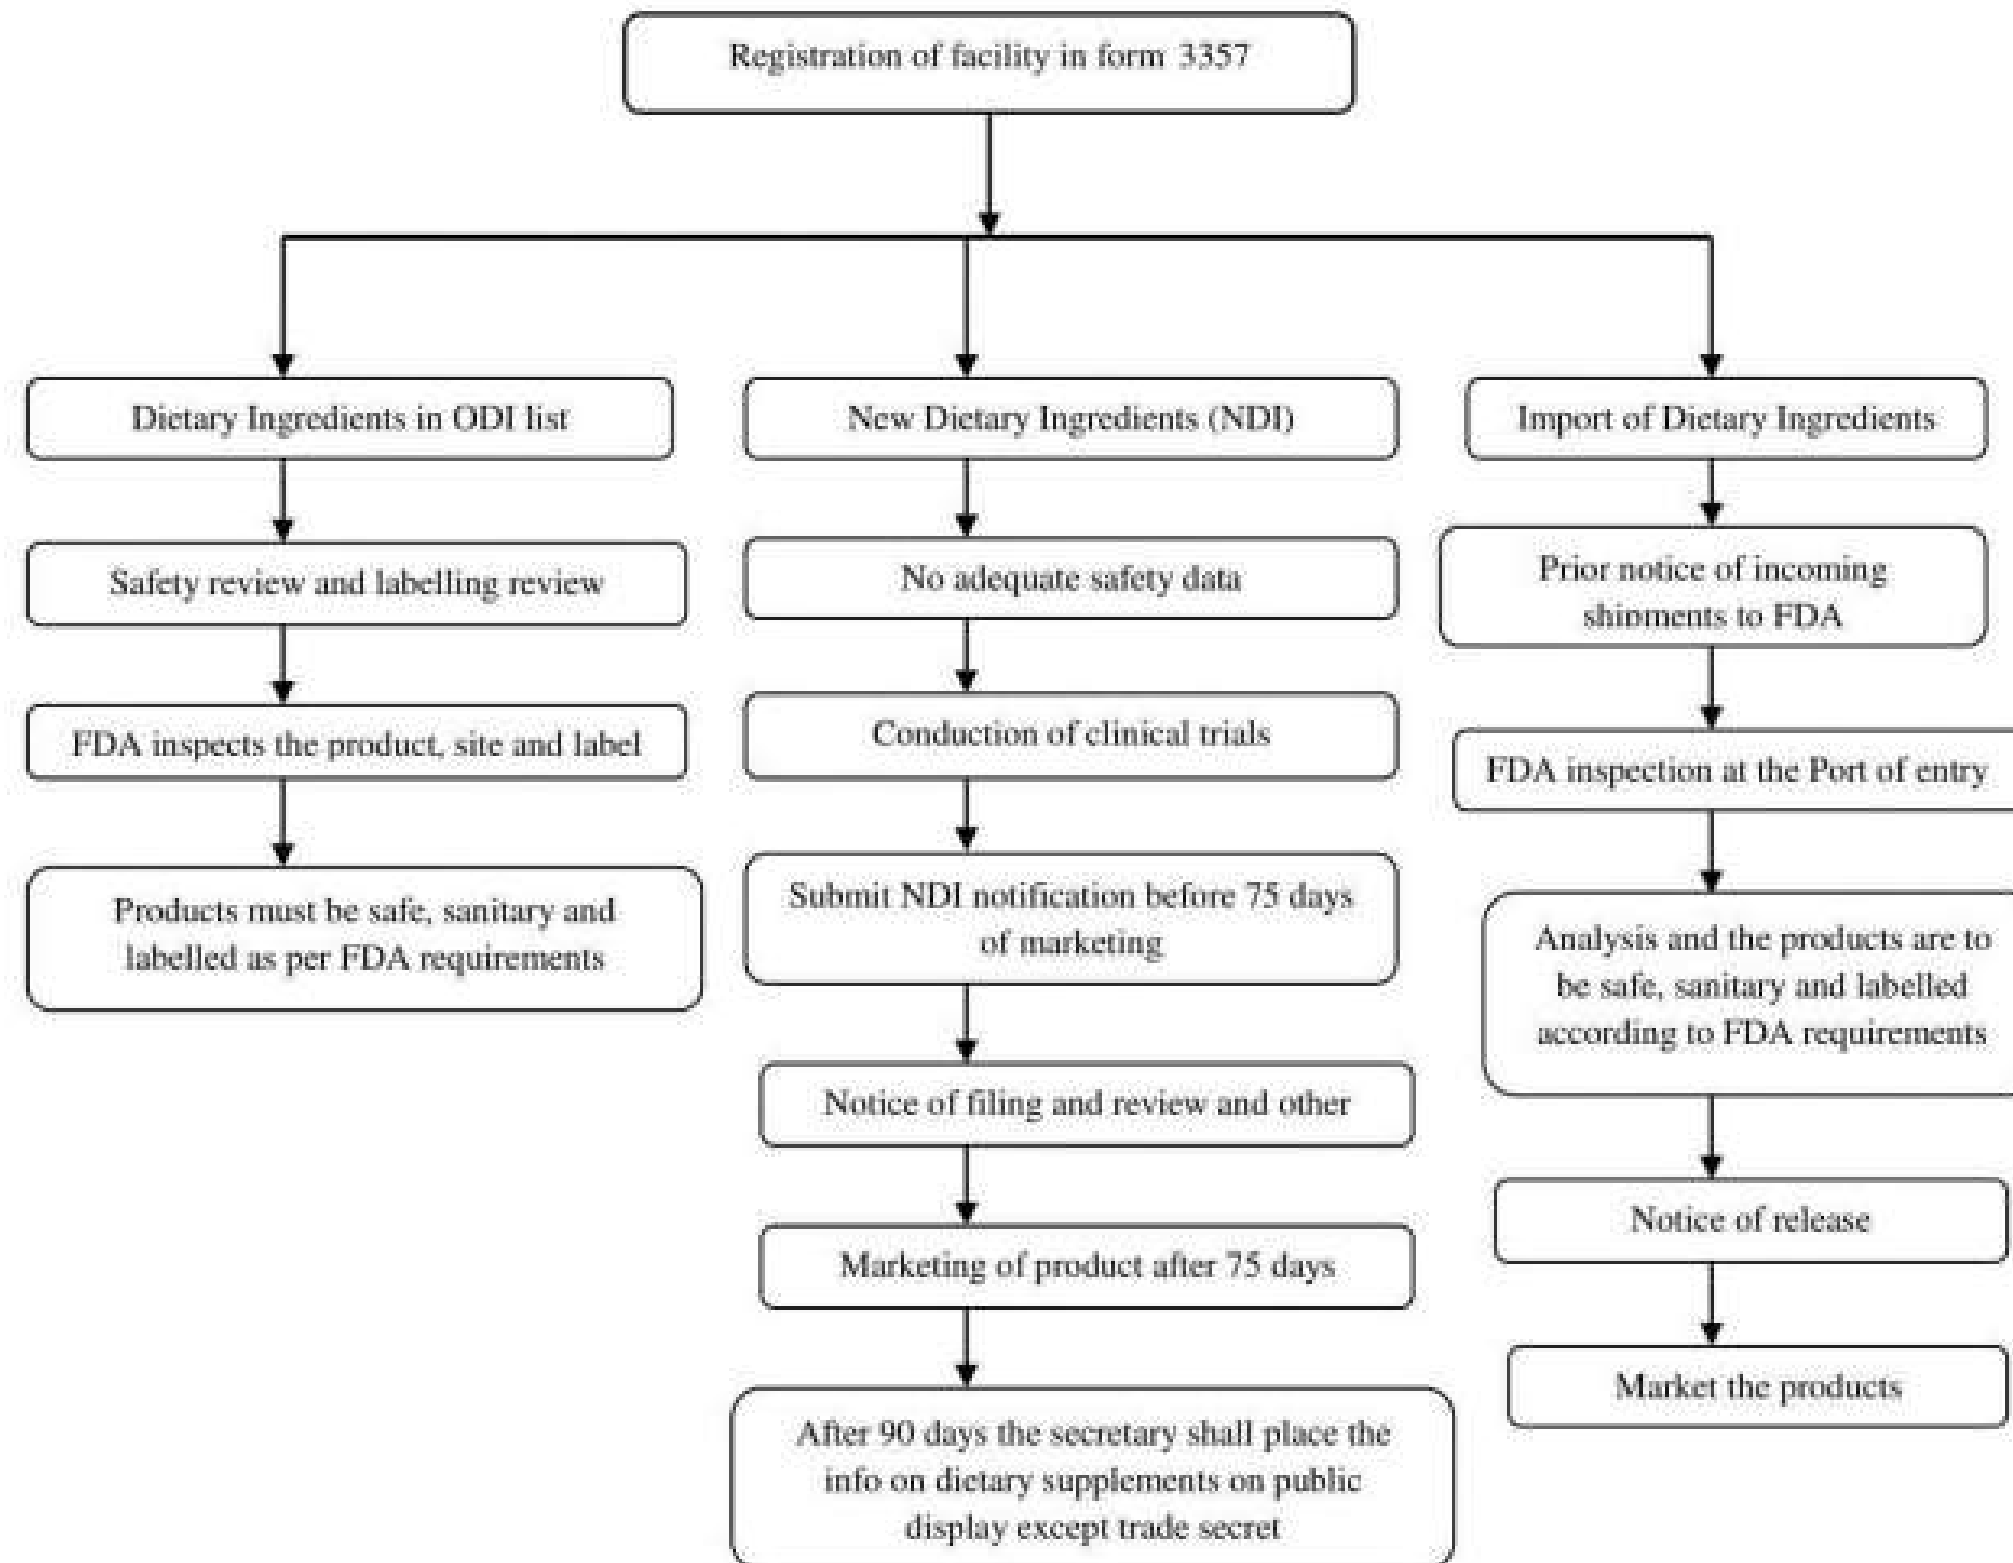 Registration of facility in form 3357
Dietary Ingredients in ODI list
Safety review and labelling review
FDA inspects the product, site and label
Products must be safe, sanitary and
labelled as per FDA requirements
New Dietary Ingredients (NDI)
No adequate safety data
Conduction of clinical trials
Submit NDI notification before 75 days
of marketing
Notice of filing and review and other
Marketing of product after 75 days
After 90 days the secretary shall place the
info on dietary supplements on public
display except trade secret
Import of Dietary Ingredients
Prior notice of incoming
shipments to FDA
FDA inspection at the Port of entry
Analysis and the products are to
be safe, sanitary and labelled
according to FDA requirements
Notice of release
Market the products